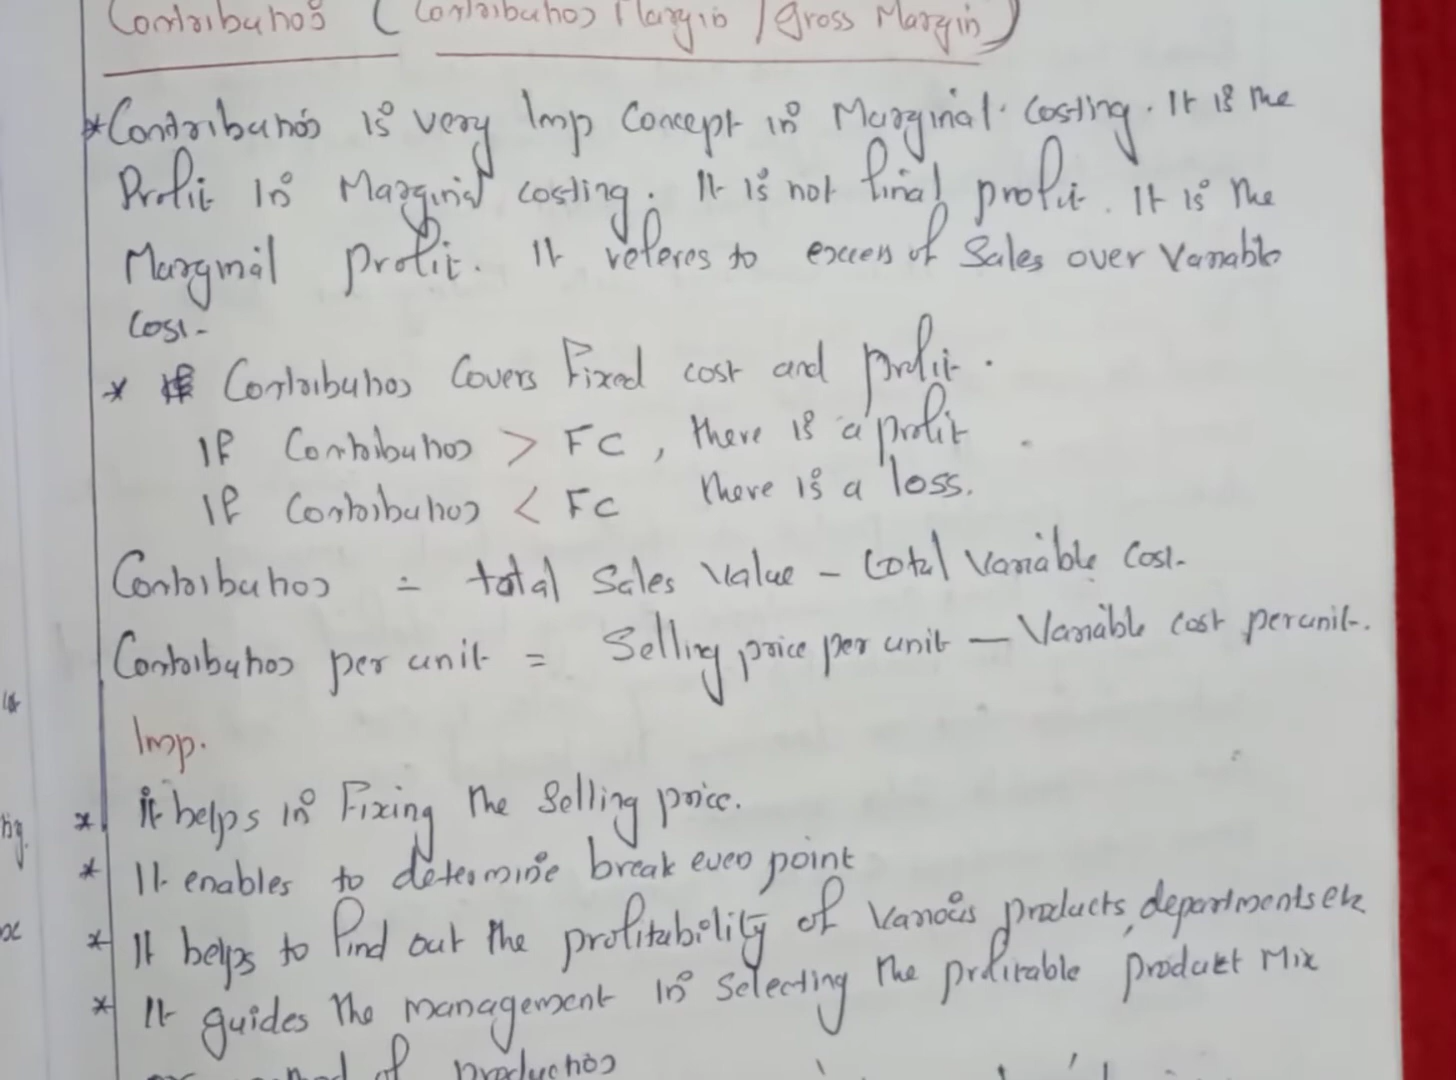 Contribution (Contribution Margin / Gross Margin)
* Contribution is very Imp Concept in Marginal Costing. It is the
Profit in Marginal costing. It is not final profit. It is the
Marginal profit. It referes to excess of Sales over Variable
Cost.
* Contribution Covers Fixed cost and profit.
If Contribution > FC, there is a profit.
If Contribution < FC there is a loss.
Contribution = total Sales Value - total Variable Cost.
Contribution per unit = Selling price per unit - Variable cost per unit.
Imp.
* It helps in Fixing the Selling price.
* It enables to determine break even point
* It helps to find out the profitability of various products, departments etc
* It guides the management in selecting the profitable product Mix
of production